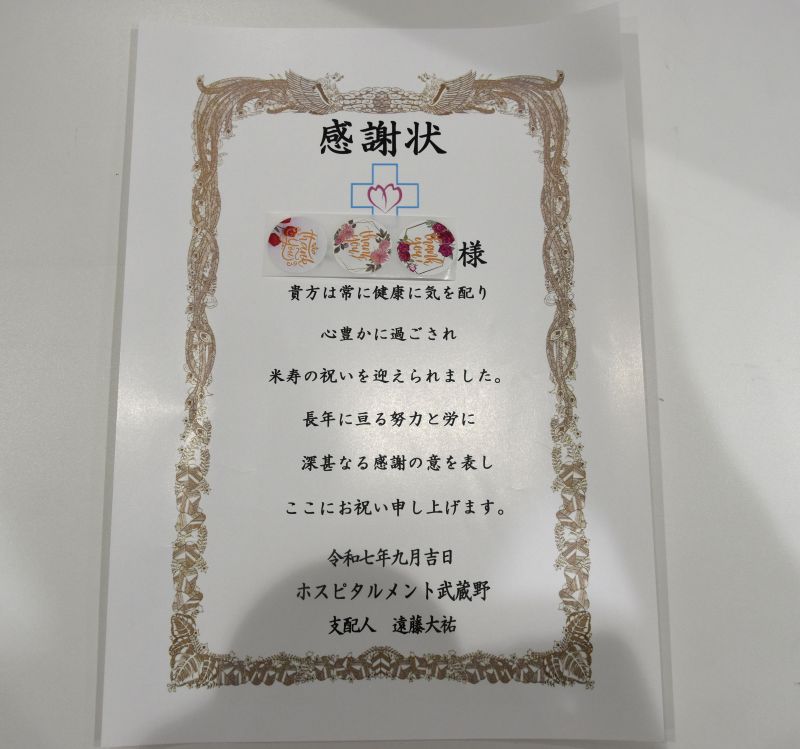 感謝状
thank you!
thank you!
様
貴方は常に健康に気を配り
心豊かに過ごされ
米寿の祝いを迎えられました。
長年に亘る努力と労に
深甚なる感謝の意を表し
ここにお祝い申し上げます。
令和七年九月吉日
ホスピタルメント武蔵野
支配人 遠藤大祐